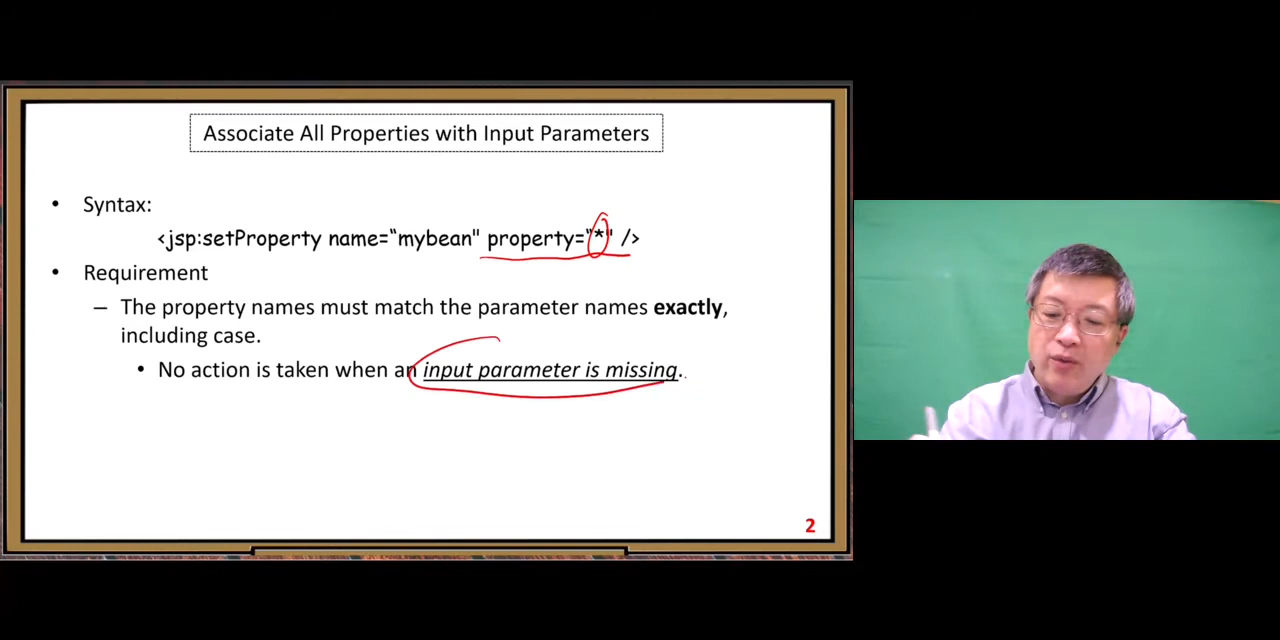 Associate All Properties with Input Parameters
• Syntax:
<jsp:setProperty name=“mybean" property=“*" />
• Requirement
– The property names must match the parameter names exactly,
including case.
• No action is taken when an input parameter is missing.
2